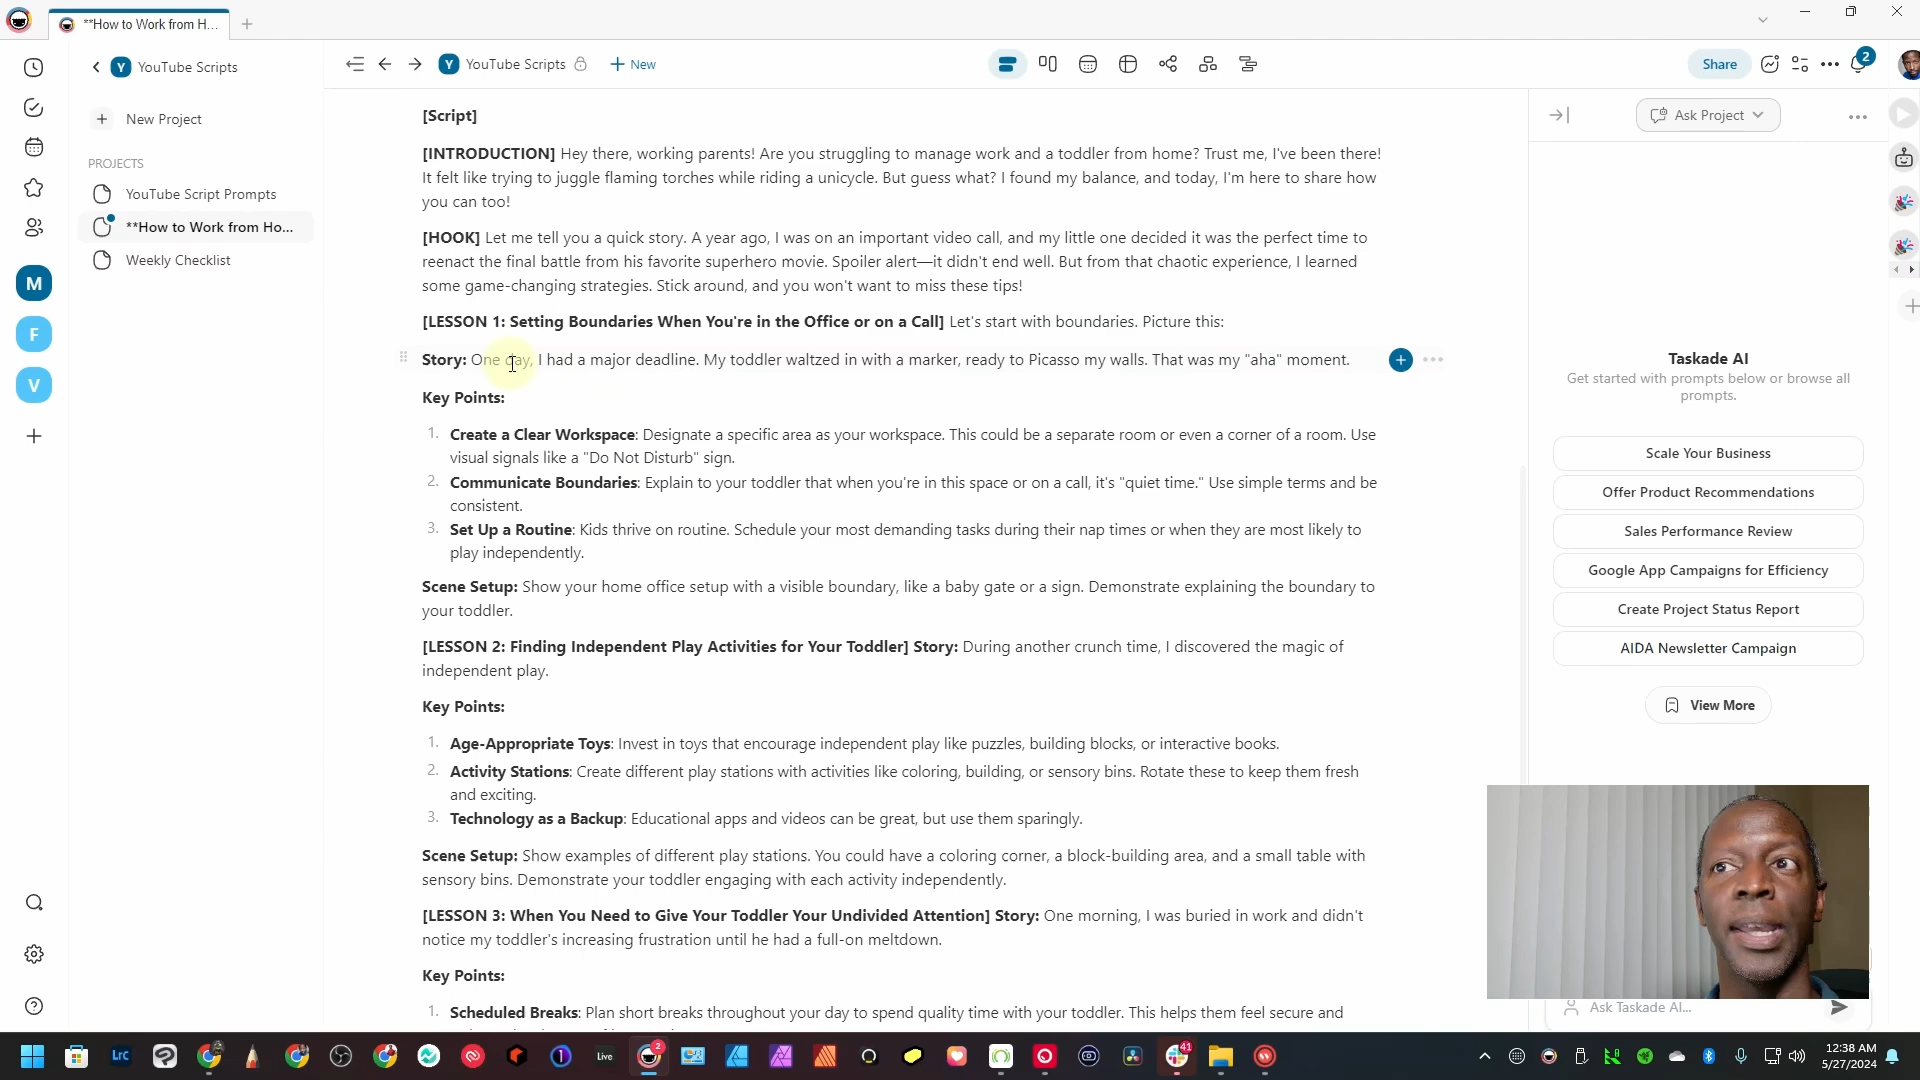 **How to Work from H...
YouTube Scripts
New Project
PROJECTS
YouTube Script Prompts
**How to Work from Ho...
Weekly Checklist
M
F
V
Y YouTube Scripts
New
Share
2
Ask Project
[Script]
[INTRODUCTION] Hey there, working parents! Are you struggling to manage work and a toddler from home? Trust me, I've been there!
It felt like trying to juggle flaming torches while riding a unicycle. But guess what? I found my balance, and today, I'm here to share how
you can too!
[HOOK] Let me tell you a quick story. A year ago, I was on an important video call, and my little one decided it was the perfect time to
reenact the final battle from his favorite superhero movie. Spoiler alert—it didn't end well. But from that chaotic experience, I learned
some game-changing strategies. Stick around, and you won't want to miss these tips!
[LESSON 1: Setting Boundaries When You're in the Office or on a Call] Let's start with boundaries. Picture this:
Story: One day, I had a major deadline. My toddler waltzed in with a marker, ready to Picasso my walls. That was my "aha" moment.
Key Points:
1. Create a Clear Workspace: Designate a specific area as your workspace. This could be a separate room or even a corner of a room. Use
visual signals like a "Do Not Disturb" sign.
2. Communicate Boundaries: Explain to your toddler that when you're in this space or on a call, it's "quiet time." Use simple terms and be
consistent.
3. Set Up a Routine: Kids thrive on routine. Schedule your most demanding tasks during their nap times or when they are most likely to
play independently.
Scene Setup: Show your home office setup with a visible boundary, like a baby gate or a sign. Demonstrate explaining the boundary to
your toddler.
[LESSON 2: Finding Independent Play Activities for Your Toddler] Story: During another crunch time, I discovered the magic of
independent play.
Key Points:
1. Age-Appropriate Toys: Invest in toys that encourage independent play like puzzles, building blocks, or interactive books.
2. Activity Stations: Create different play stations with activities like coloring, building, or sensory bins. Rotate these to keep them fresh
and exciting.
3. Technology as a Backup: Educational apps and videos can be great, but use them sparingly.
Scene Setup: Show examples of different play stations. You could have a coloring corner, a block-building area, and a small table with
sensory bins. Demonstrate your toddler engaging with each activity independently.
[LESSON 3: When You Need to Give Your Toddler Your Undivided Attention] Story: One morning, I was buried in work and didn't
notice my toddler's increasing frustration until he had a full-on meltdown.
Key Points:
1. Scheduled Breaks: Plan short breaks throughout your day to spend quality time with your toddler. This helps them feel secure and
Taskade AI
Get started with prompts below or browse all
prompts.
Scale Your Business
Offer Product Recommendations
Sales Performance Review
Google App Campaigns for Efficiency
Create Project Status Report
AIDA Newsletter Campaign
View More
Ask Taskade AI...
LrC
Live
2
41
12:38 AM
5/27/2024